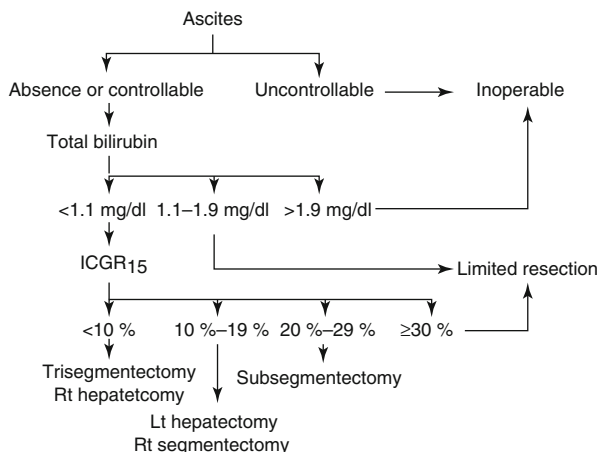 Ascites
Absence or controllable
Uncontrollable
Inoperable
Total bilirubin
<1.1 mg/dl
1.1–1.9 mg/dl
>1.9 mg/dl
ICGR15
Limited resection
<10 %
10 %–19 %
20 %–29 %
≥30 %
Trisegmentectomy
Rt hepatetcomy
Subsegmentectomy
Lt hepatectomy
Rt segmentectomy